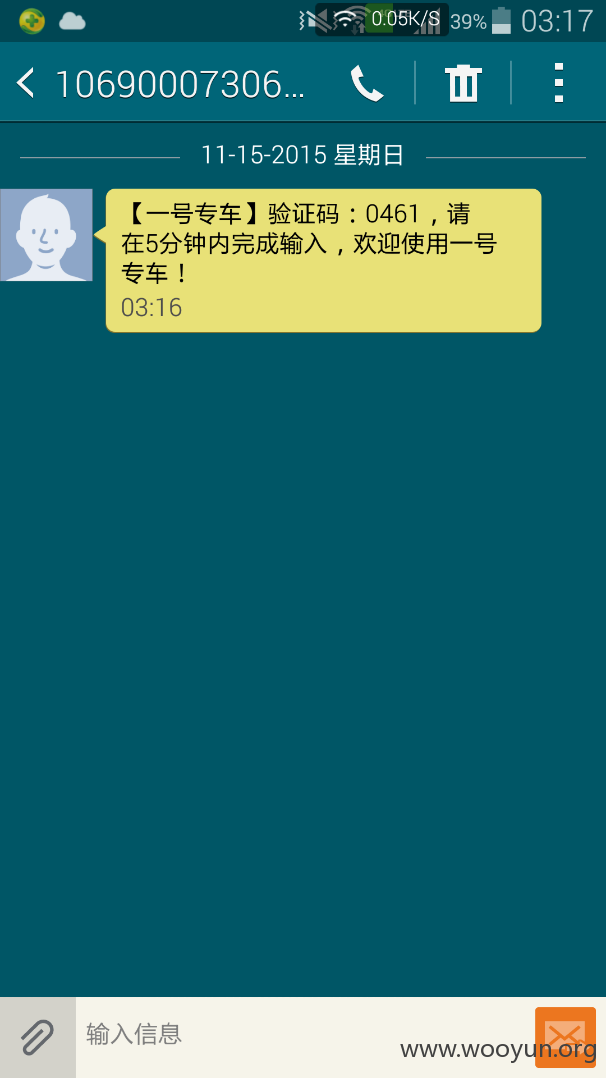 0.05K/S 39% 03:17
10690007306...
11-15-2015 星期日
【一号专车】验证码：0461，请
在5分钟内完成输入，欢迎使用一号
专车！
03:16
输入信息
www.wooyun.org